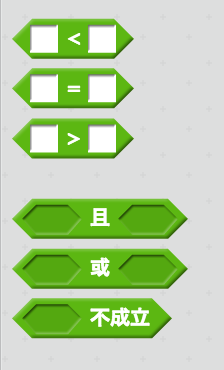 <
=
>
且
或
不成立